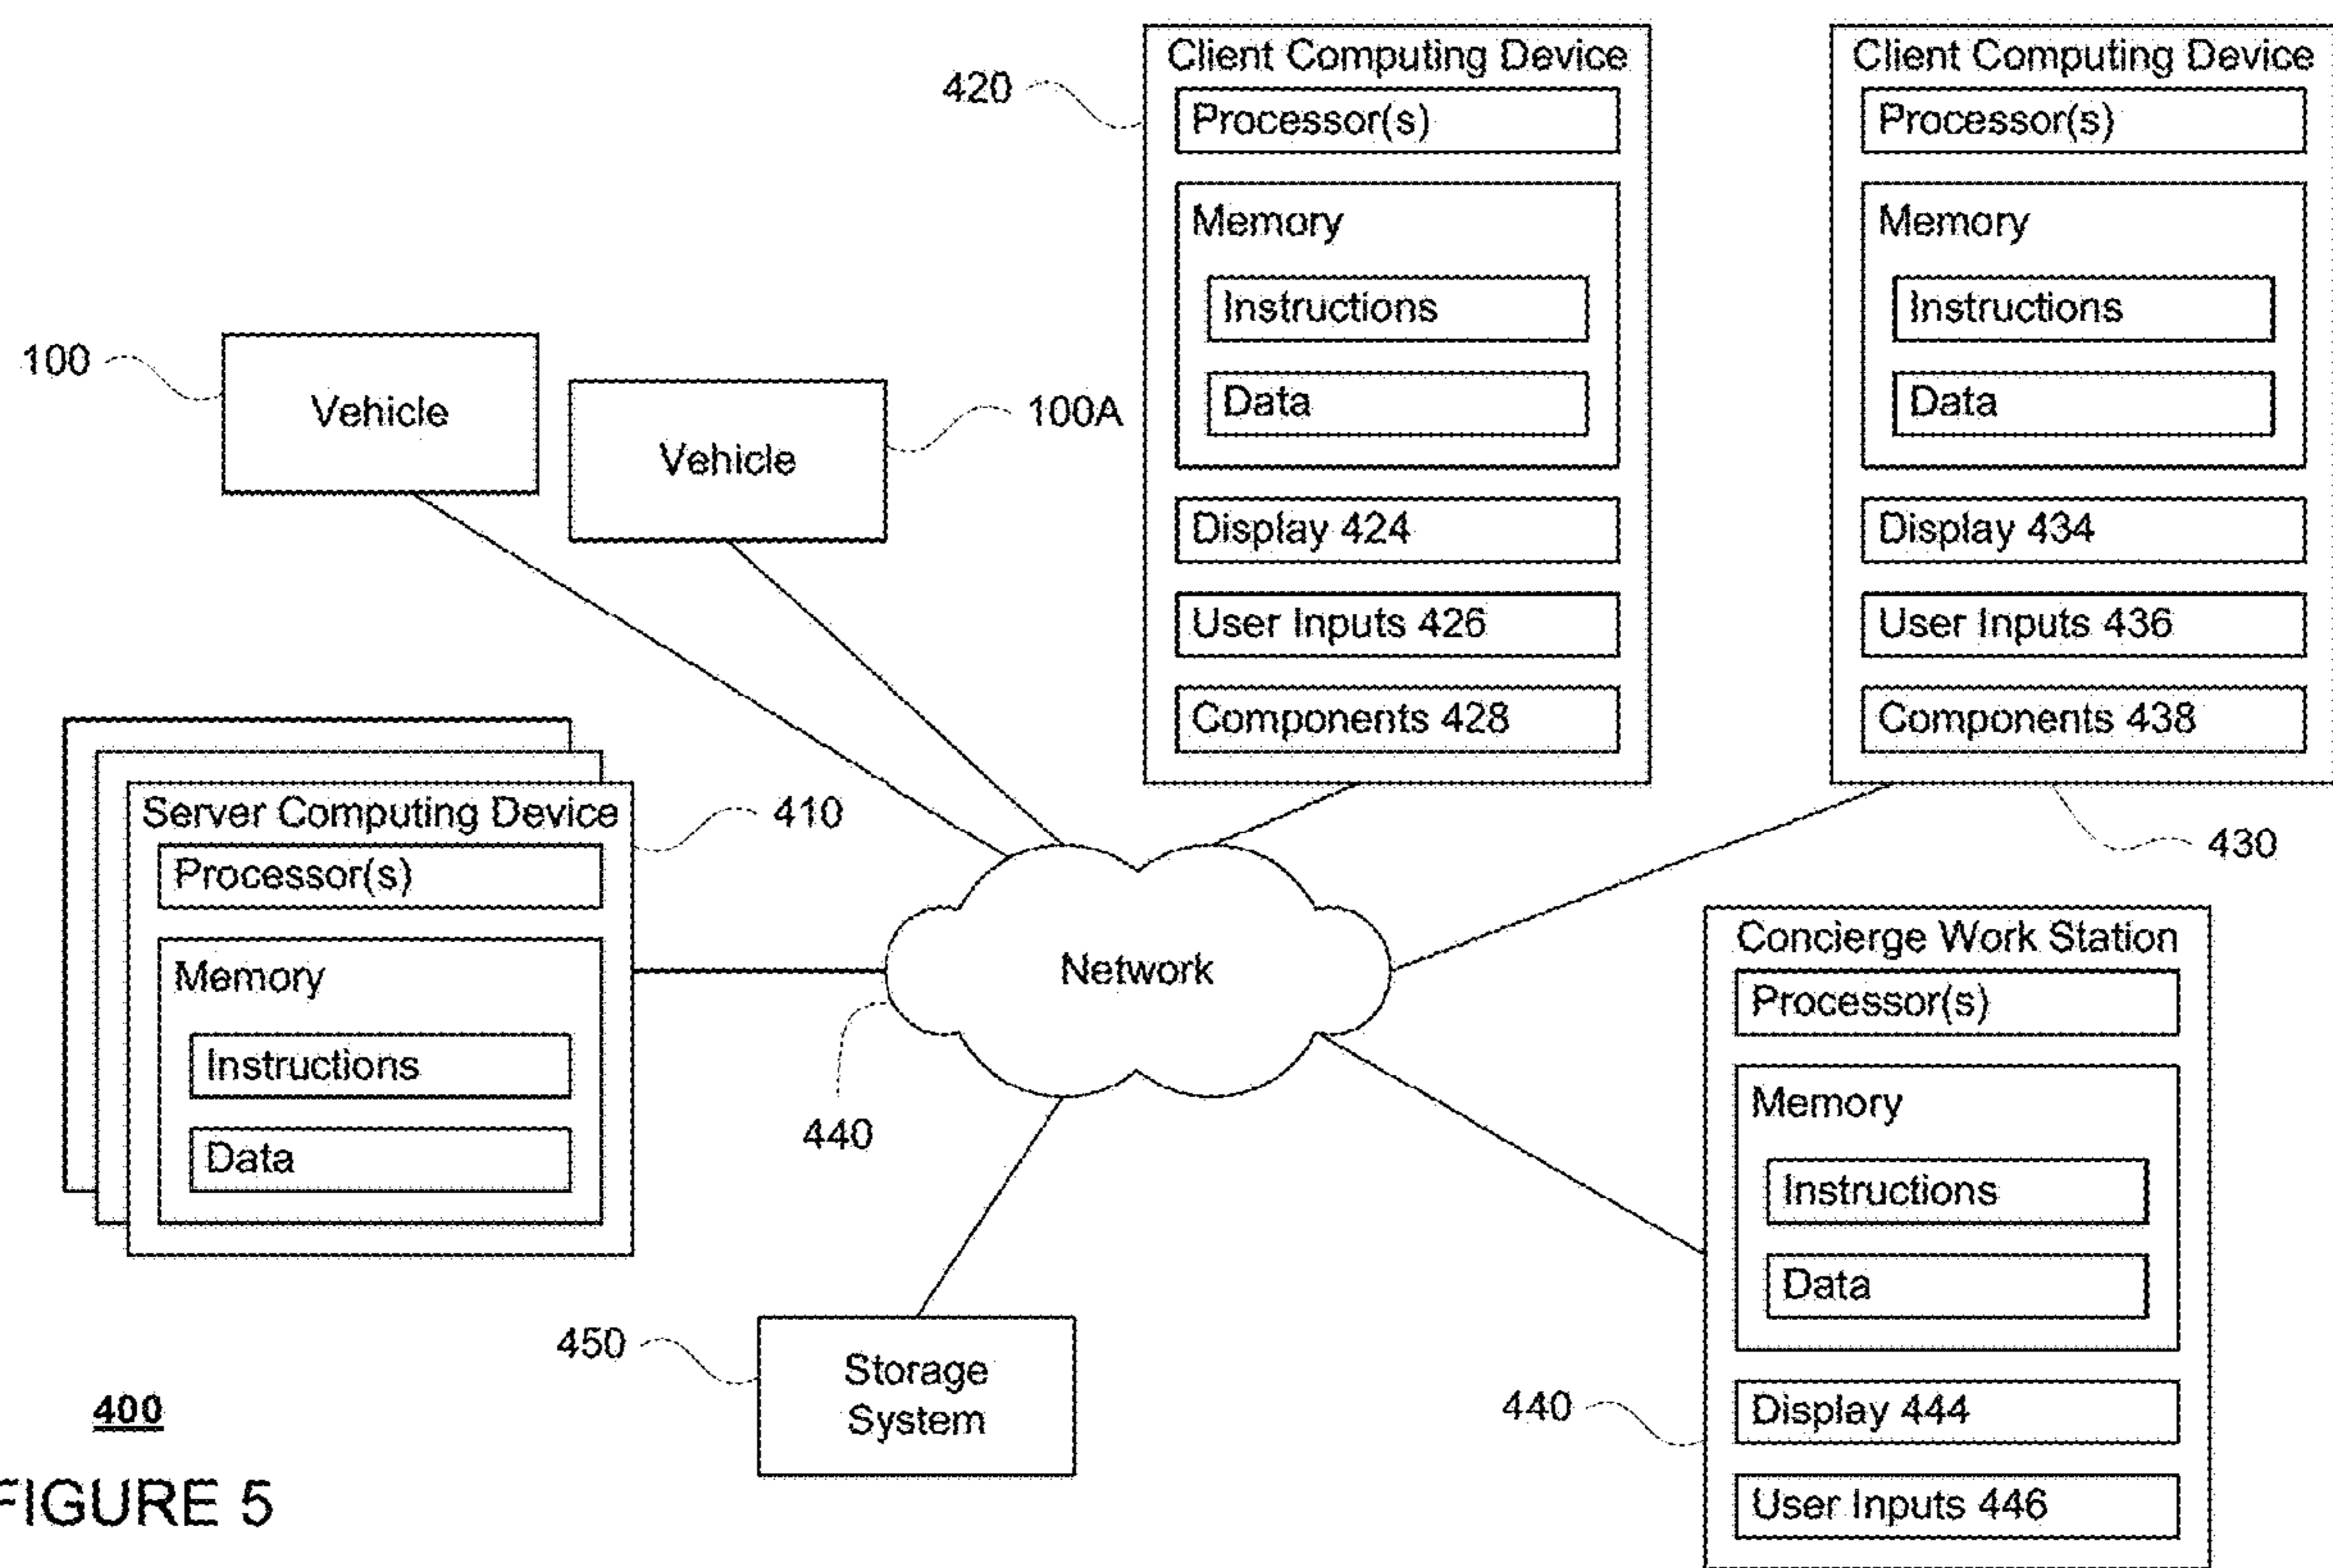 Client Computing Device
420
Processor(s)
Memory
Instructions
Data
Display 424
User Inputs 426
Components 428
Client Computing Device
Processor(s)
Memory
Instructions
Data
Display 434
User Inputs 436
Components 438
430
100
Vehicle
Vehicle
100A
Server Computing Device
410
Processor(s)
Memory
Instructions
Data
Network
440
Concierge Work Station
Processor(s)
Memory
Instructions
Data
Display 444
User Inputs 446
440
450
Storage
System
400
FIGURE 5